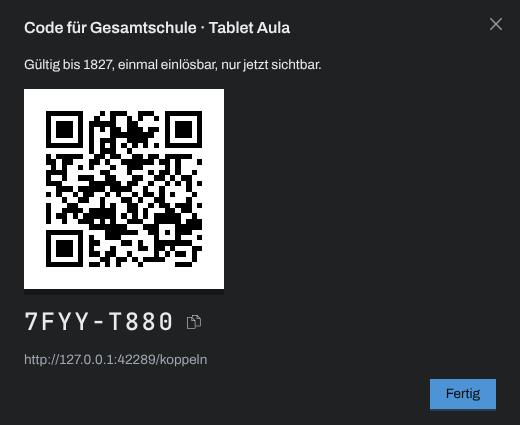 Code für Gesamtschule · Tablet Aula
Gültig bis 1827, einmal einlösbar, nur jetzt sichtbar.
7FYY-T880
http://127.0.0.1:42289/koppeln
Fertig